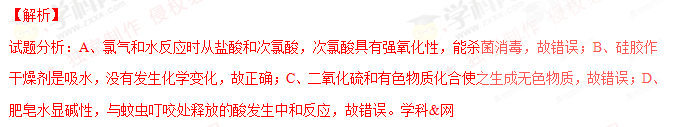 【解析】
试题分析：A、氯气和水反应时从盐酸和次氯酸，次氯酸具有强氧化性，能杀菌消毒，故错误；B、硅胶作
干燥剂是吸水，没有发生化学变化，故正确；C、二氧化硫和有色物质化合使之生成无色物质，故错误；D、
肥皂水显碱性，与蚊虫叮咬处释放的酸发生中和反应，故错误。学科&网